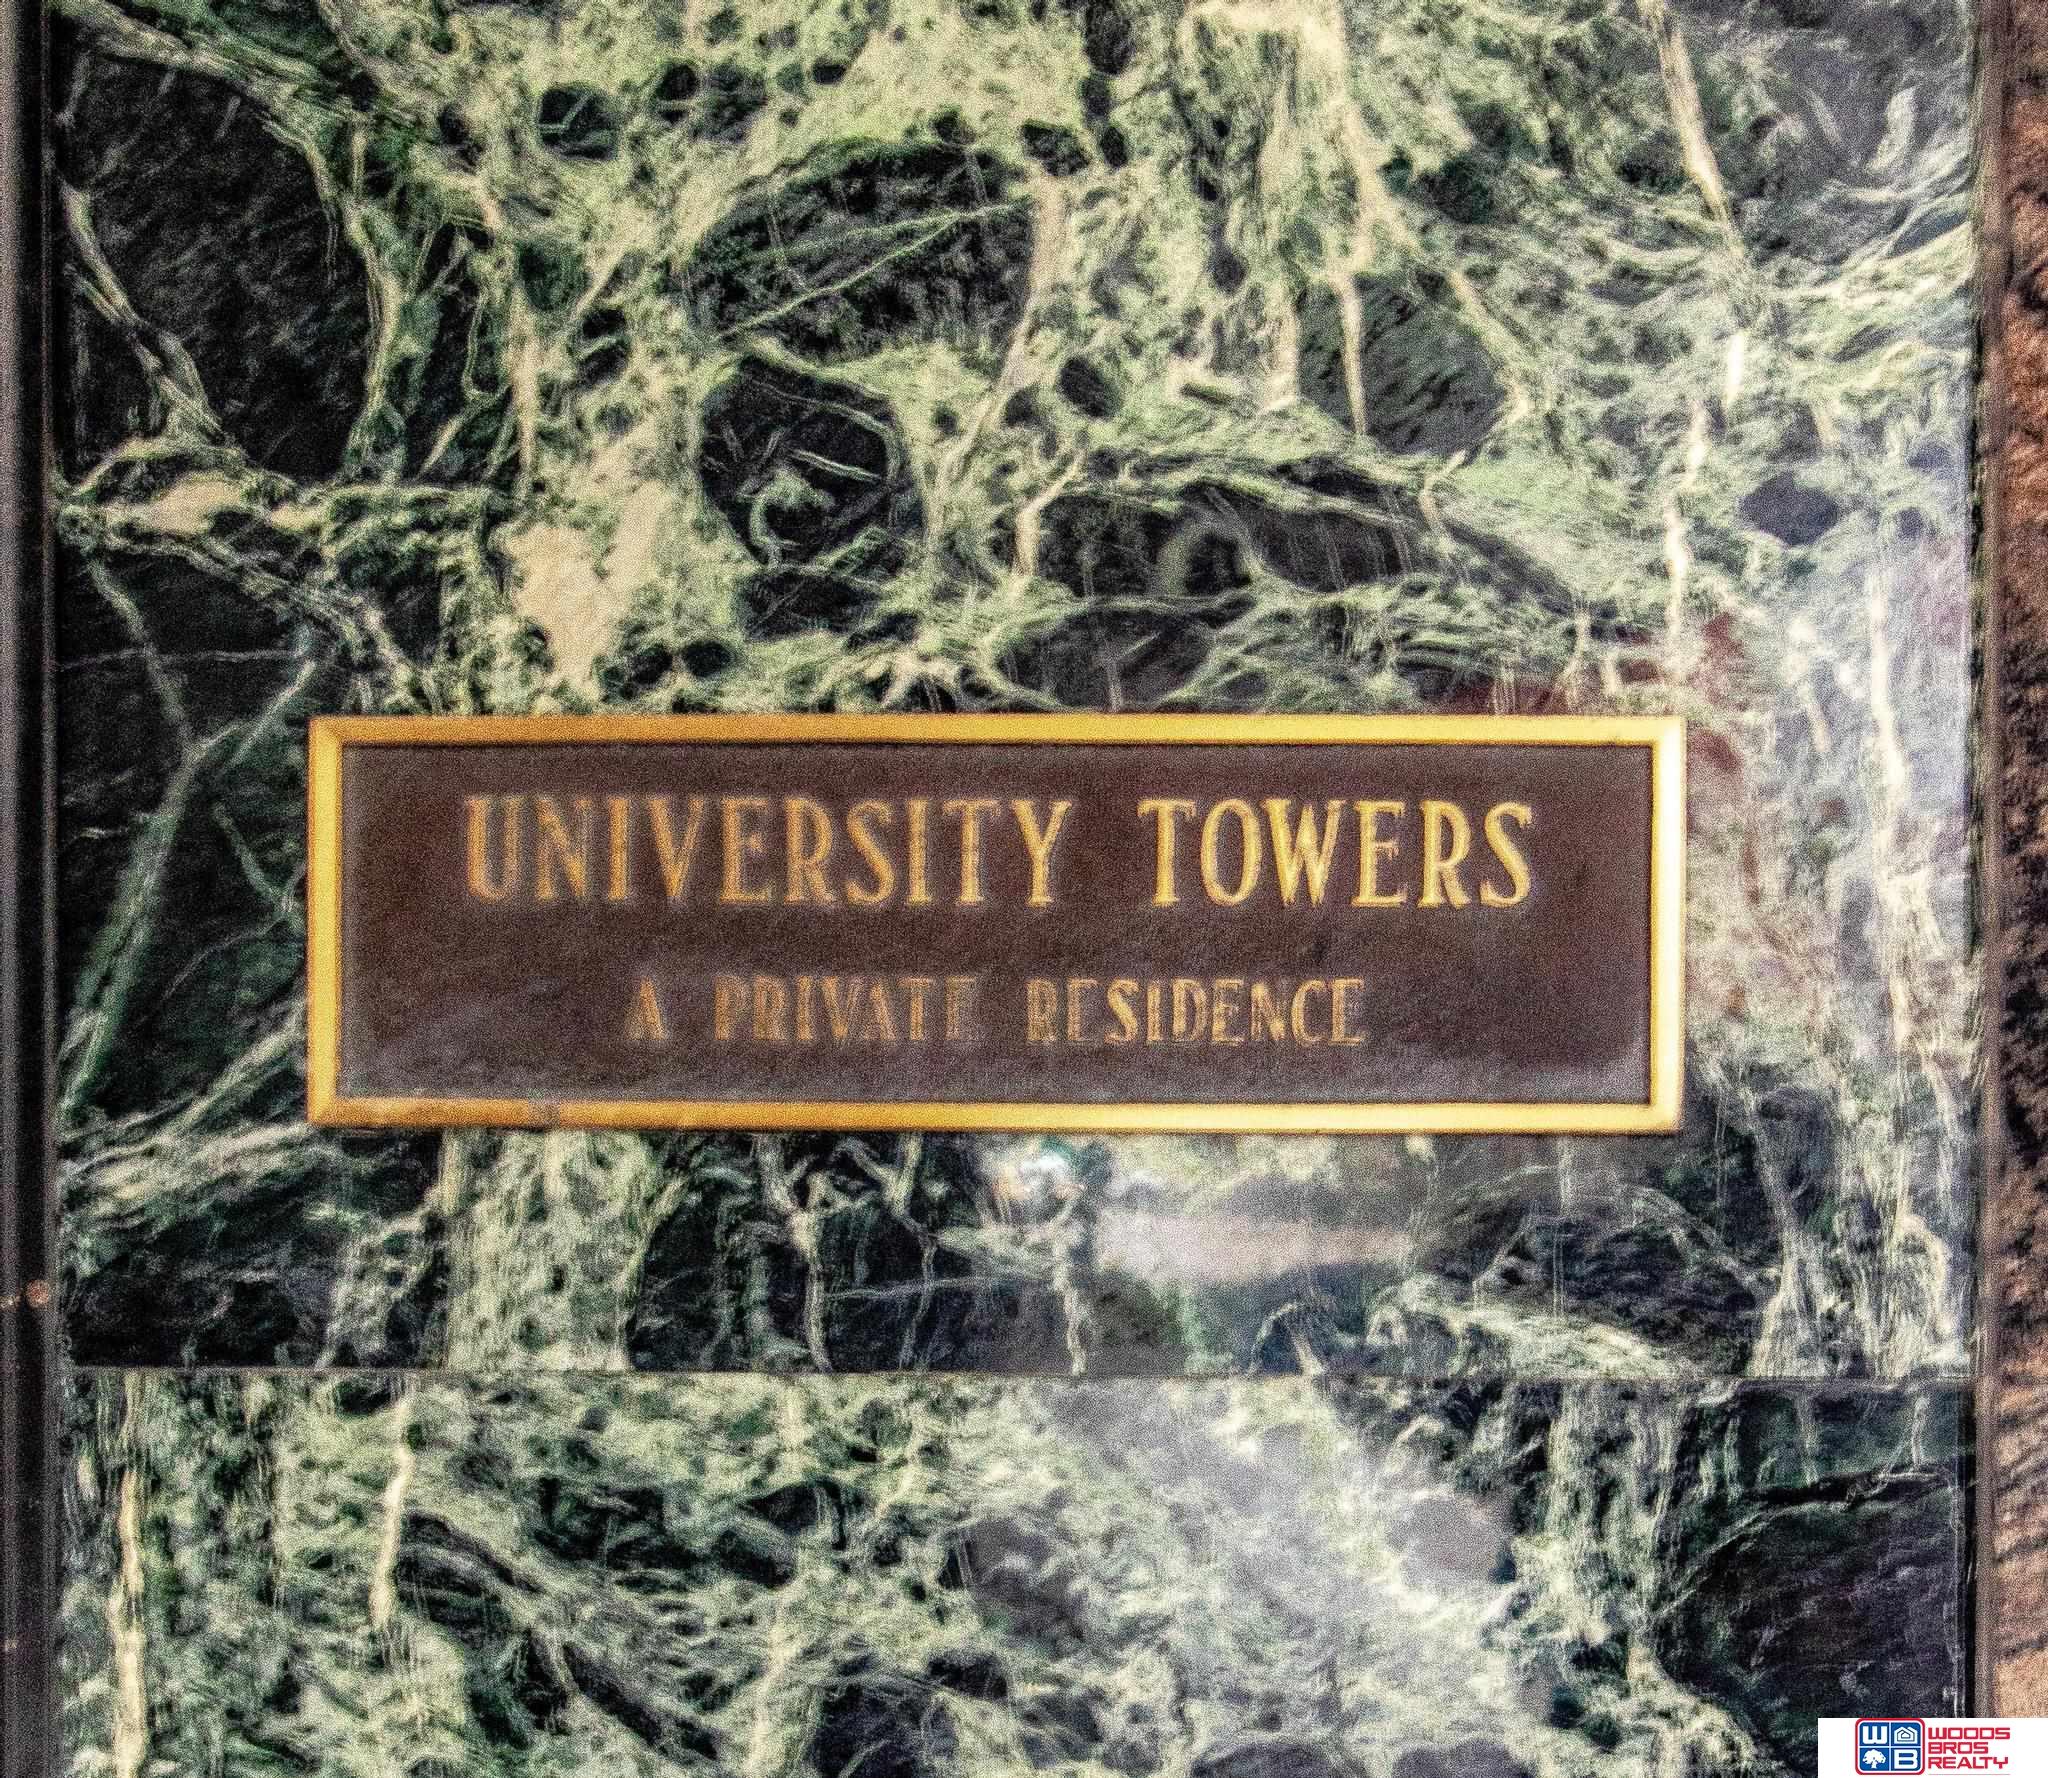 UNIVERSITY TOWERS
A PRIVATE RESIDENCE
W
B
WOODS
BROS
REALTY